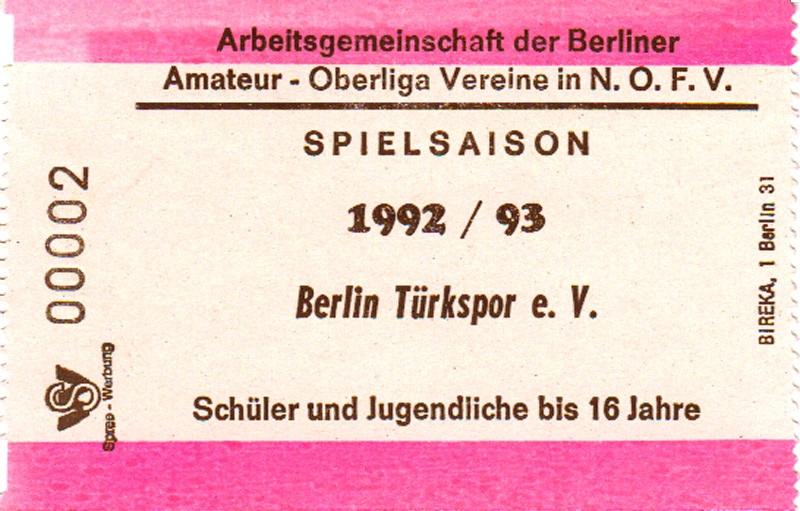 Arbeitsgemeinschaft der Berliner
Amateur - Oberliga Vereine in N. O. F. V.
SPIELSAISON
1992 / 93
Berlin Türkspor e. V.
Schüler und Jugendliche bis 16 Jahre
00002
Spree - Werbung
BIREKA, 1 Berlin 31